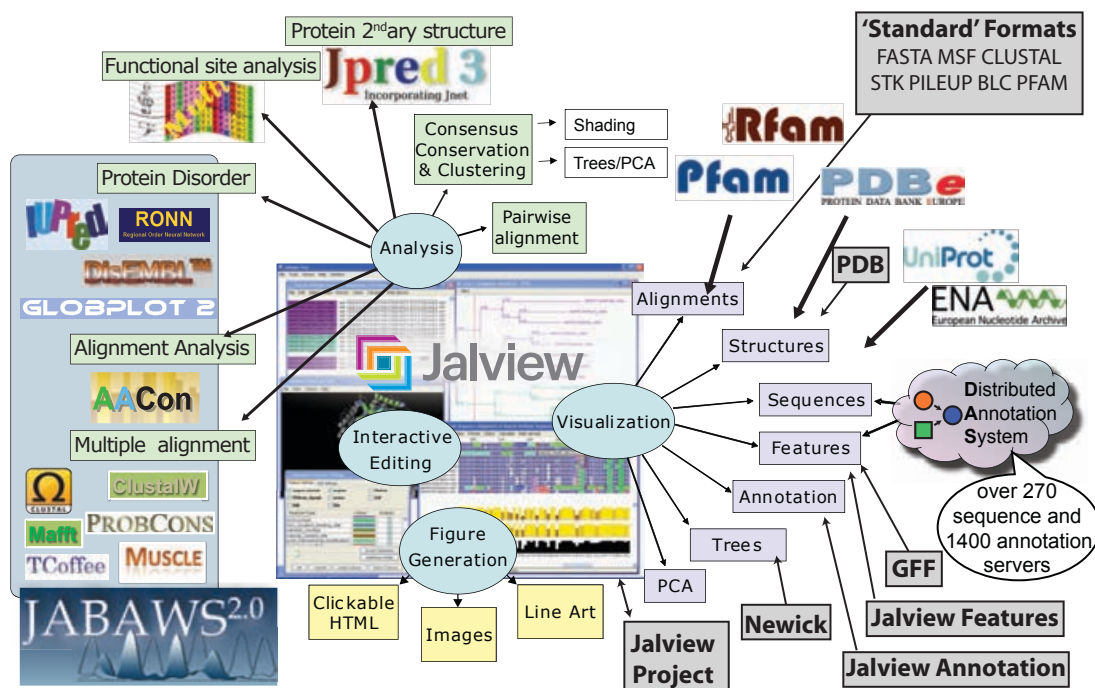 Protein 2ndary structure
Jpred 3
Incorporating Jnet
Functional site analysis
'Standard' Formats
FASTA MSF CLUSTAL
STK PILEUP BLC PFAM
Consensus
Conservation
& Clustering
Shading
Trees/PCA
Rfam
Pfam
PDBe
PROTEIN DATA BANK EUROPE
Protein Disorder
IUPred
RONN
Regional Order Neural Network
DisEMBL™
GLOBPLOT 2
Analysis
Pairwise
alignment
PDB
UniProt
ENA
European Nucleotide Archive
Alignments
Structures
Alignment Analysis
AACon
Multiple alignment
Jalview
Interactive
Editing
Visualization
Sequences
Features
Annotation
Trees
PCA
Distributed
Annotation
System
over 270
sequence and
1400 annotation
servers
Ω
CLUSTAL
ClustalW
Mafft
PROBCONS
TCoffee
MUSCLE
JABAWS2.0
Figure
Generation
Clickable
HTML
Images
Line Art
Jalview
Project
Newick
GFF
Jalview Features
Jalview Annotation